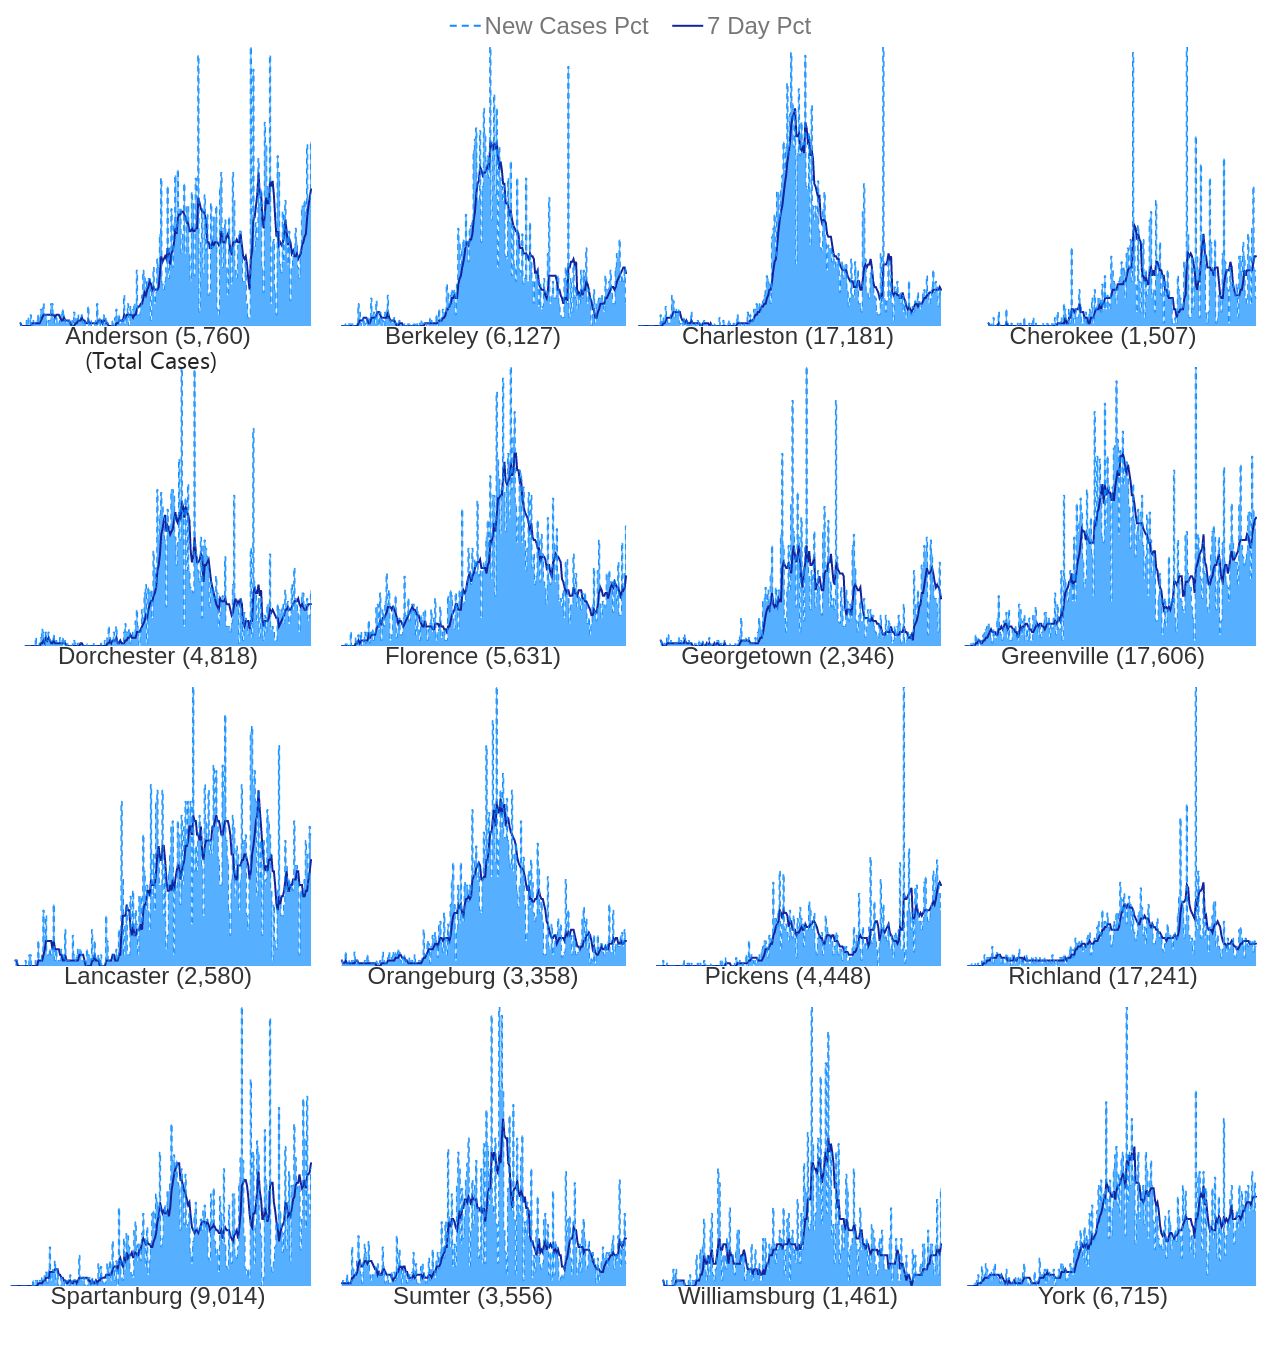 New Cases Pct 7 Day Pct
Anderson (5,760) Berkeley (6,127) Charleston (17,181) Cherokee (1,507)
(Total Cases)
Dorchester (4,818) Florence (5,631) Georgetown (2,346) Greenville (17,606)
Lancaster (2,580) Orangeburg (3,358) Pickens (4,448) Richland (17,241)
Spartanburg (9,014) Sumter (3,556) Williamsburg (1,461) York (6,715)